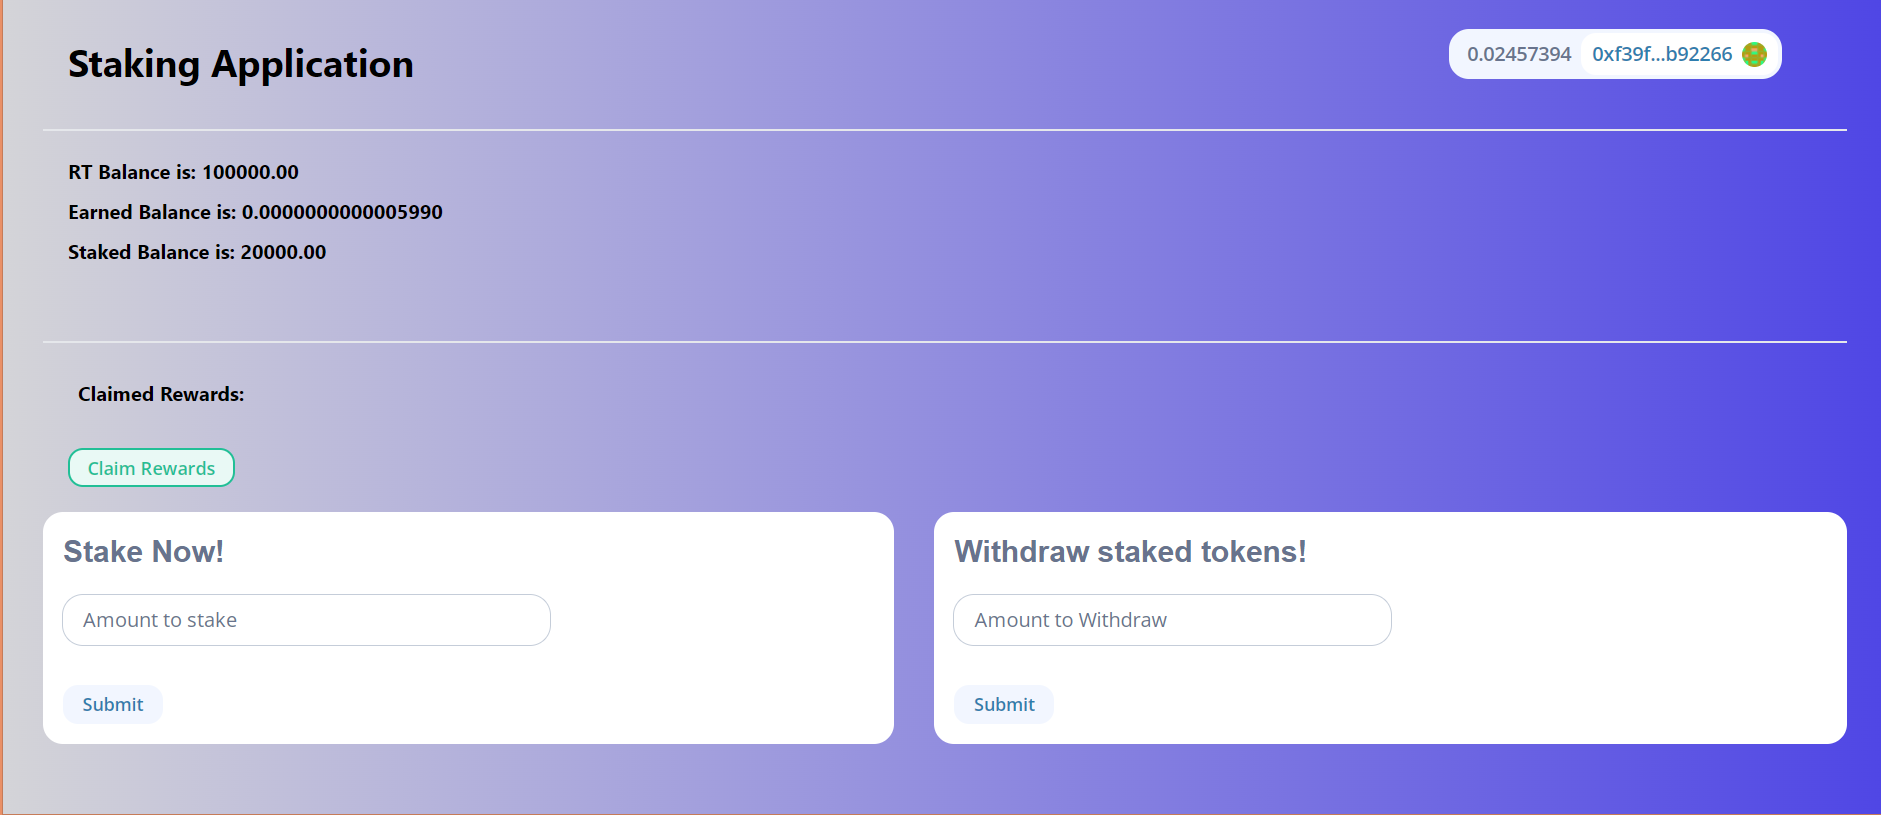 Staking Application
0.02457394 0xf39f...b92266
RT Balance is: 100000.00
Earned Balance is: 0.0000000000005990
Staked Balance is: 20000.00
Claimed Rewards:
Claim Rewards
Stake Now!
Amount to stake
Submit
Withdraw staked tokens!
Amount to Withdraw
Submit